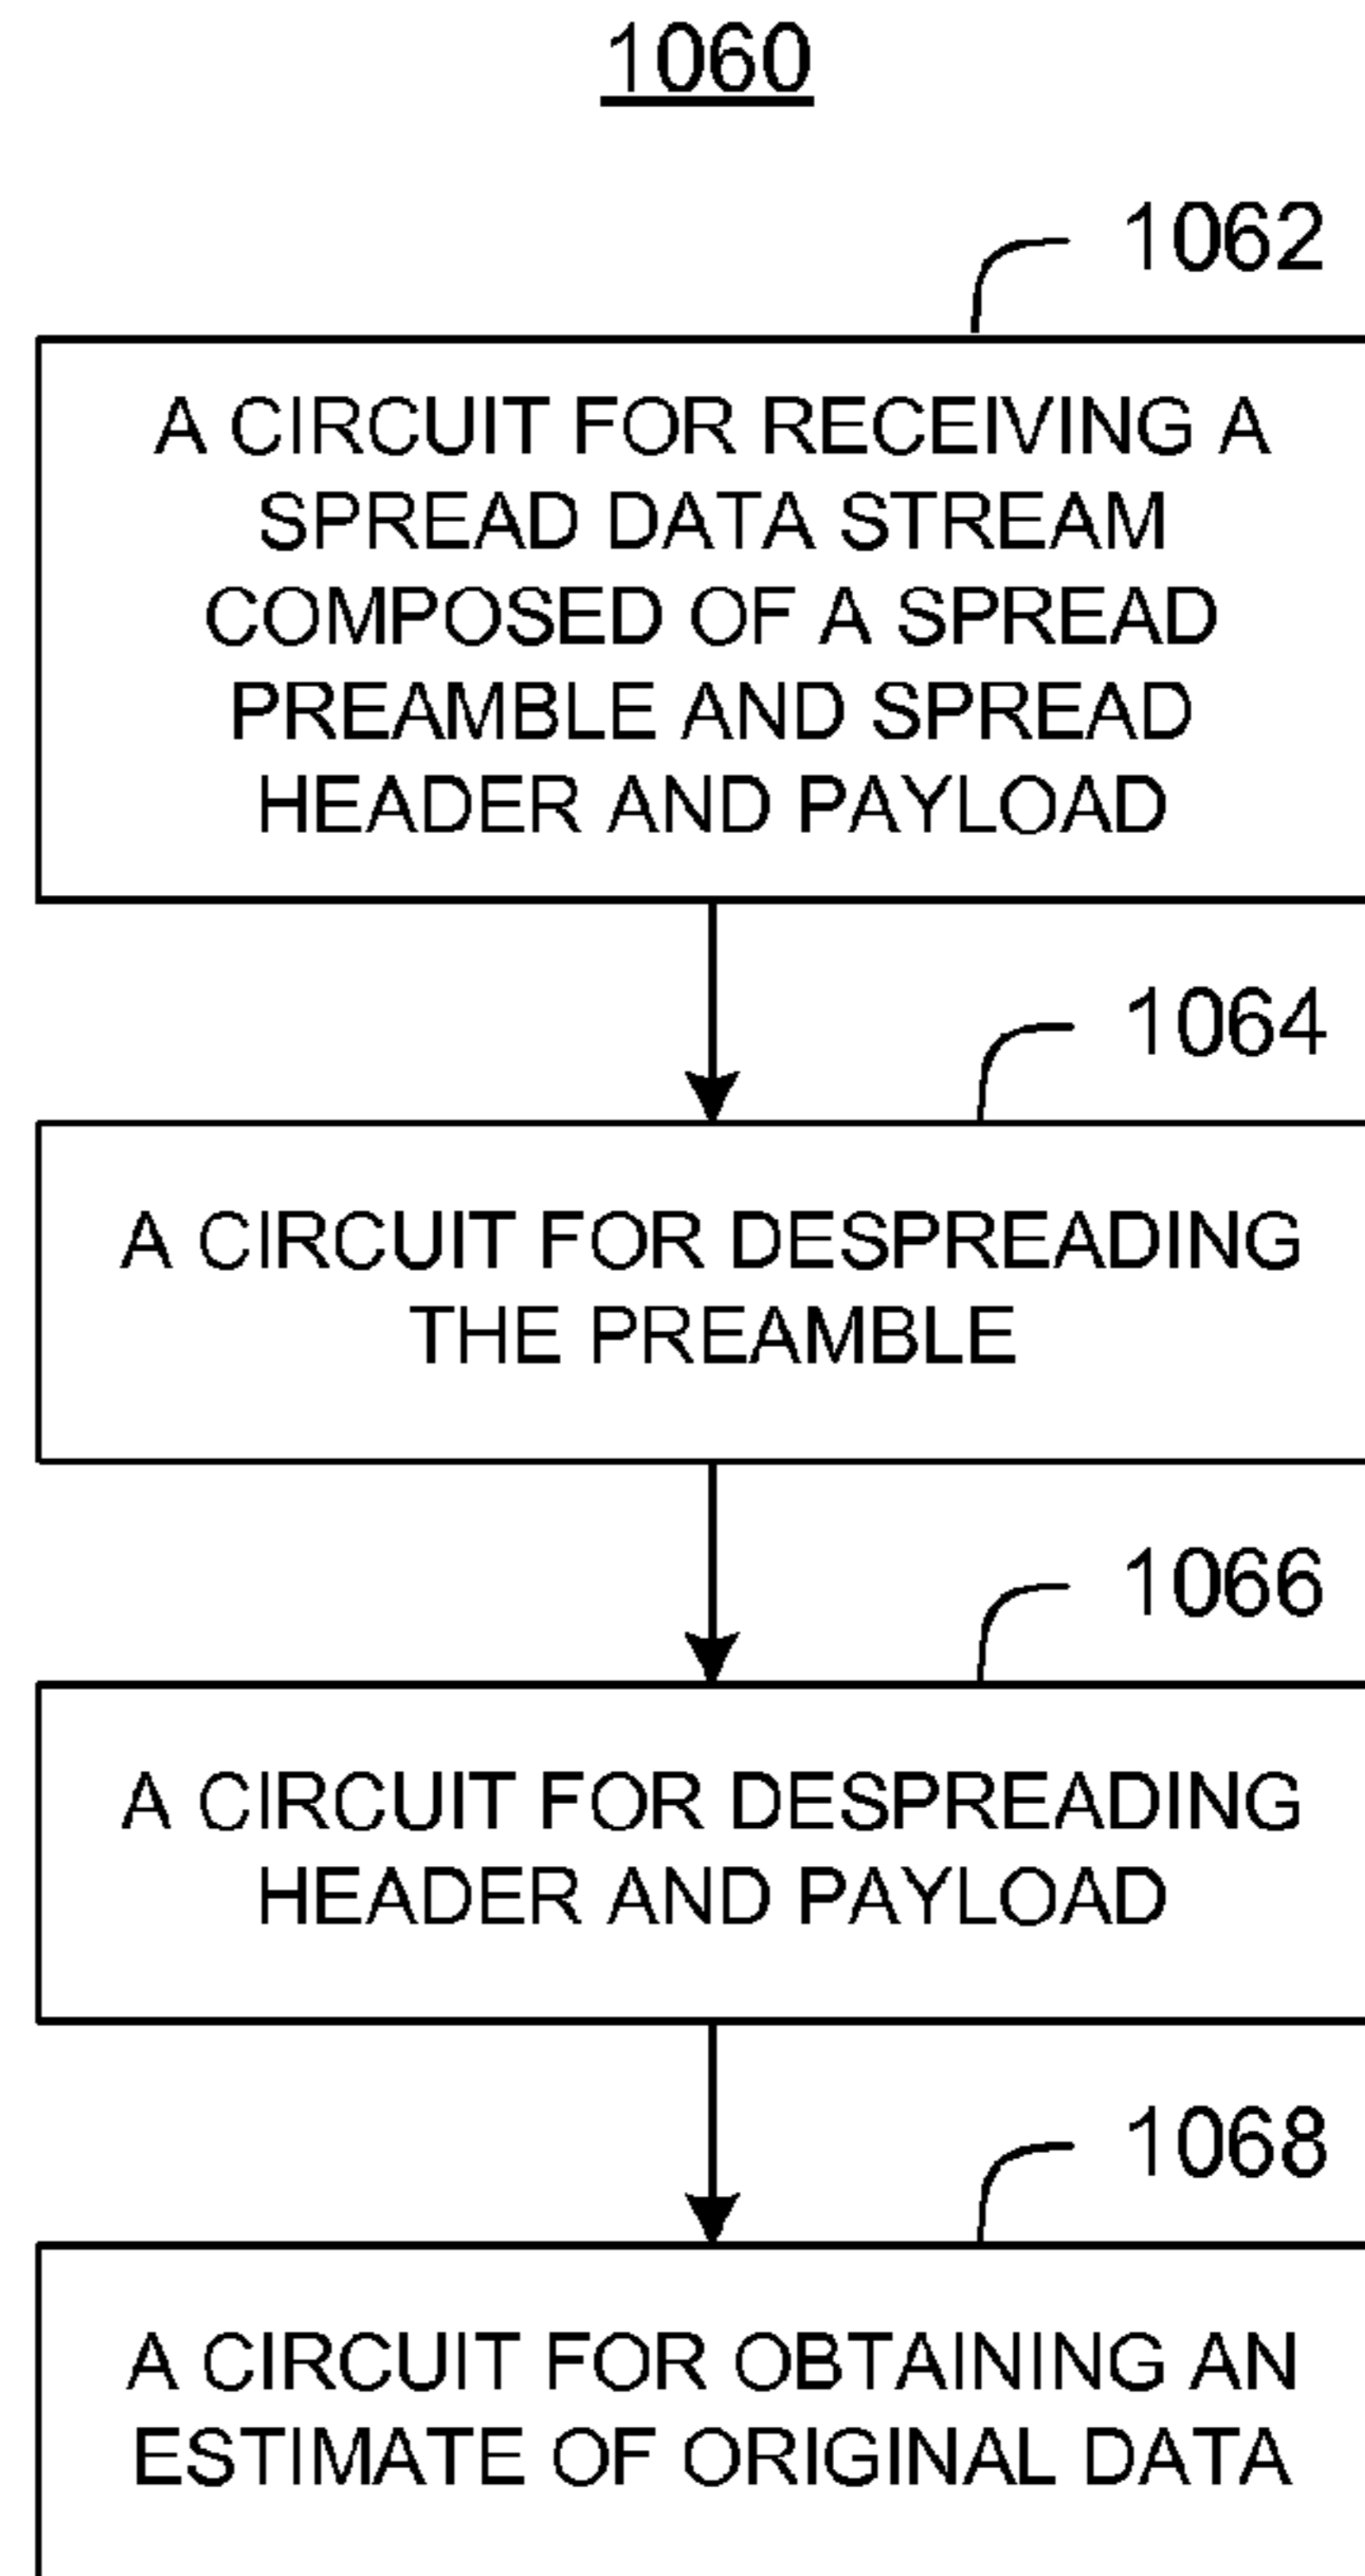 1060
1062
A CIRCUIT FOR RECEIVING A
SPREAD DATA STREAM
COMPOSED OF A SPREAD
PREAMBLE AND SPREAD
HEADER AND PAYLOAD
1064
A CIRCUIT FOR DESPREADING
THE PREAMBLE
1066
A CIRCUIT FOR DESPREADING
HEADER AND PAYLOAD
1068
A CIRCUIT FOR OBTAINING AN
ESTIMATE OF ORIGINAL DATA